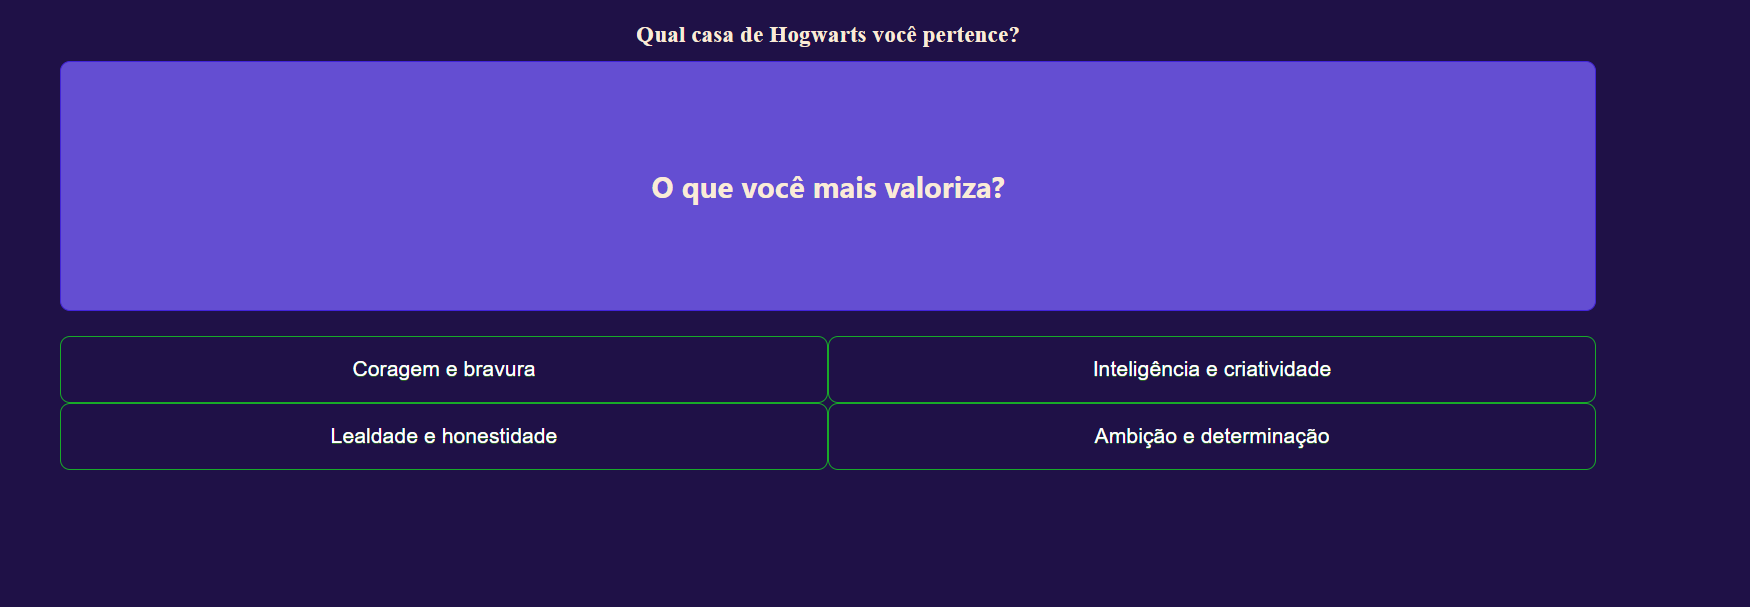 Qual casa de Hogwarts você pertence?
O que você mais valoriza?
Coragem e bravura
Inteligência e criatividade
Lealdade e honestidade
Ambição e determinação